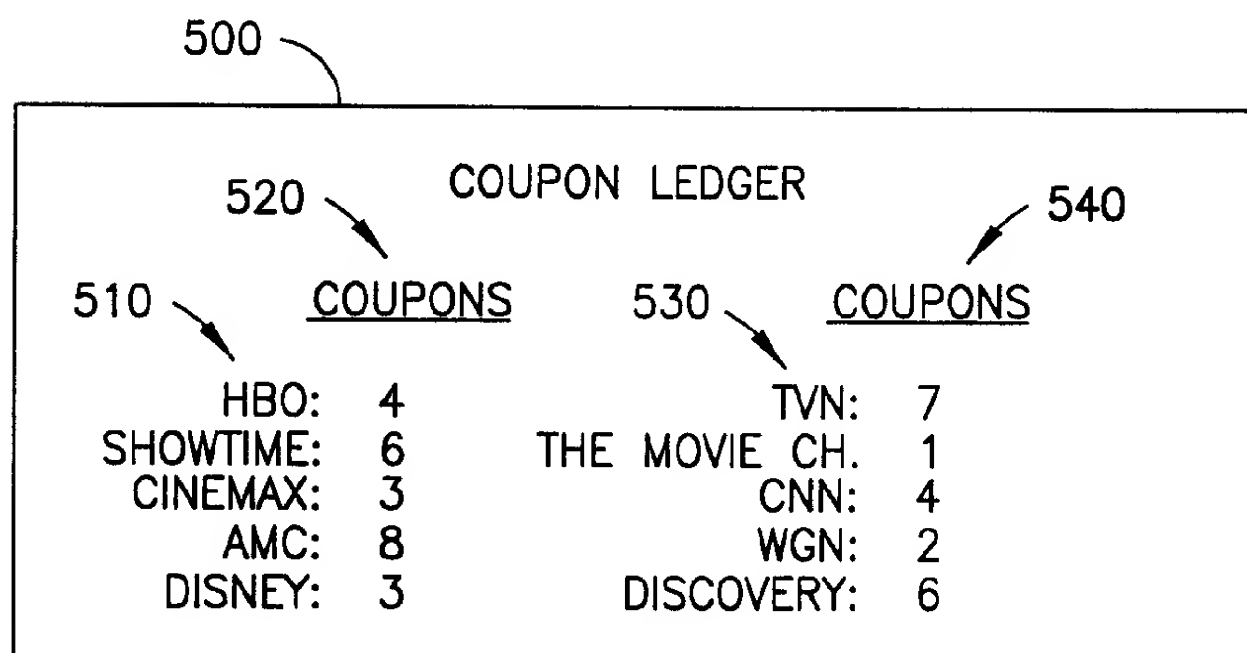 500
COUPON LEDGER
520
540
510
COUPONS
530
COUPONS
HBO: 4
TVN: 7
SHOWTIME: 6
THE MOVIE CH. 1
CINEMAX: 3
CNN: 4
AMC: 8
WGN: 2
DISNEY: 3
DISCOVERY: 6